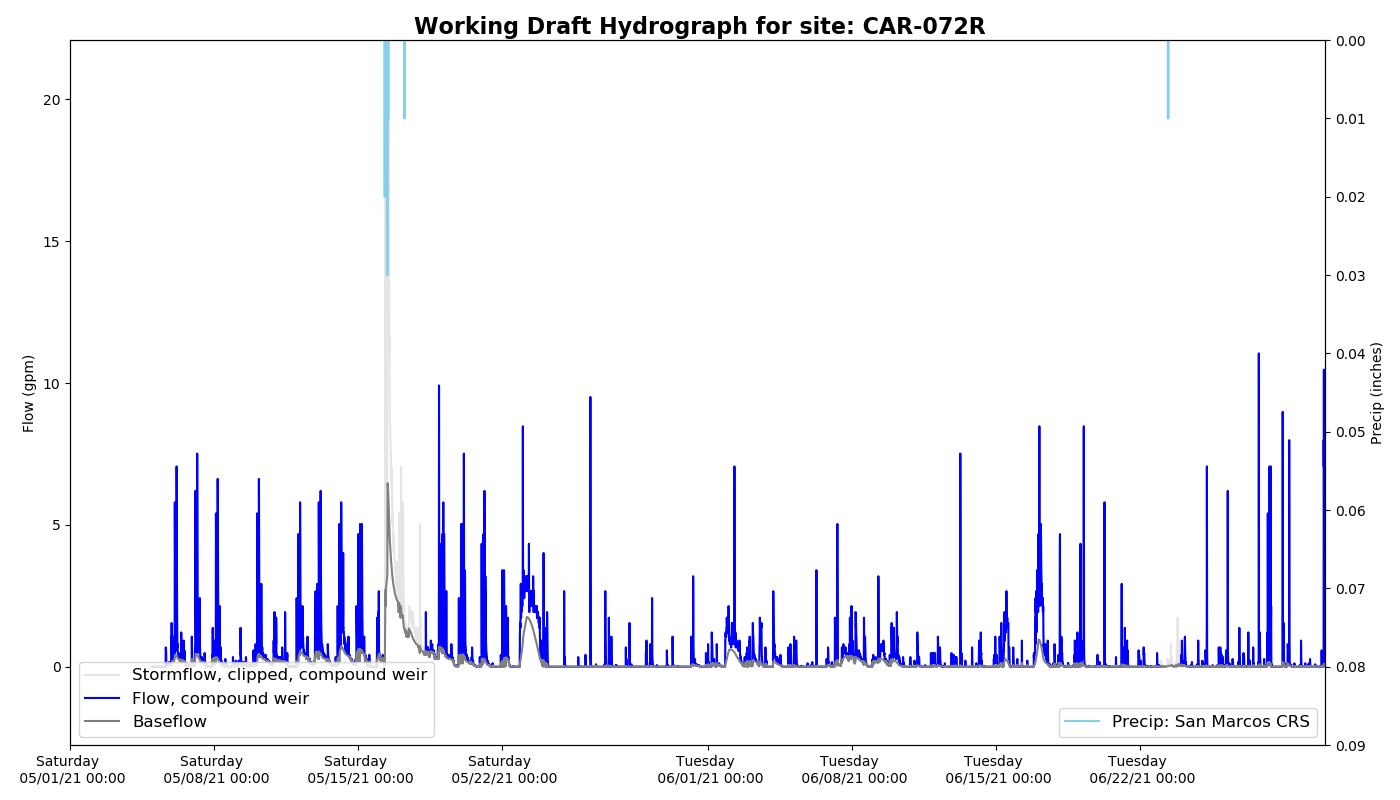 Working Draft Hydrograph for site: CAR-072R
20
15
10
5
0
Flow (gpm)
0.00
0.01
0.02
0.03
0.04
0.05
0.06
0.07
0.08
0.09
Precip (inches)
Stormflow, clipped, compound weir
Flow, compound weir
Baseflow
Precip: San Marcos CRS
Saturday
05/01/21 00:00
Saturday
05/08/21 00:00
Saturday
05/15/21 00:00
Saturday
05/22/21 00:00
Tuesday
06/01/21 00:00
Tuesday
06/08/21 00:00
Tuesday
06/15/21 00:00
Tuesday
06/22/21 00:00